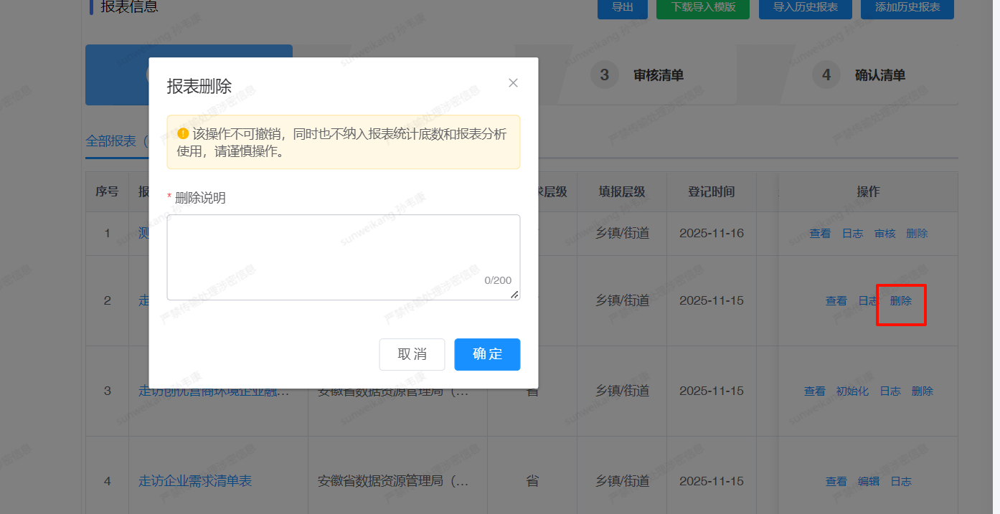 报表信息
导出
下载导入模版
导入历史报表
添加历史报表
3 审核清单
4 确认清单
报表删除
该操作不可撤销，同时也不纳入报表统计底数和报表分析
使用，请谨慎操作。
全部报表（
* 删除说明
0/200
取消
确定
序号 报 求层级 填报层级 登记时间 操作
1 测 乡镇/街道 2025-11-16 查看 日志 审核 删除
2 走 乡镇/街道 2025-11-15 查看 日志 删除
3 走访创优营商环境企业融... 安徽省数据资源管理局（... 省 乡镇/街道 2025-11-15 查看 初始化 日志 删除
4 走访企业需求清单表 安徽省数据资源管理局（... 省 乡镇/街道 2025-11-15 查看 编辑 日志
sunweikang 孙韦康
严禁传输处理涉密信息